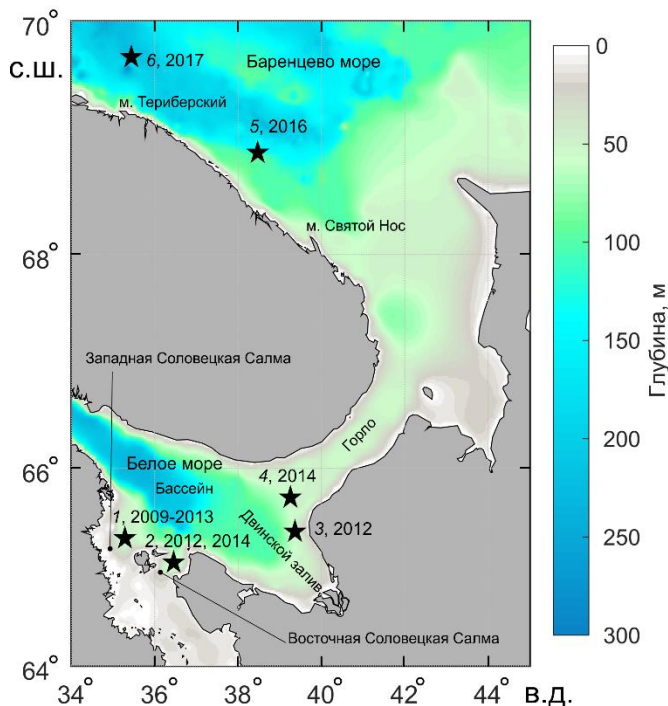 70°
с.ш.
6, 2017
Баренцево море
м. Териберский
5, 2016
м. Святой Нос
68°
Западная Соловецкая Салма
Горло
66°
Белое море
Бассейн
4, 2014
1, 2009-2013
3, 2012
2, 2012, 2014
Двинской залив
Восточная Соловецкая Салма
64°
34° 36° 38° 40° 42° 44°
в.д.
0
50
100
150
200
250
300
Глубина, м